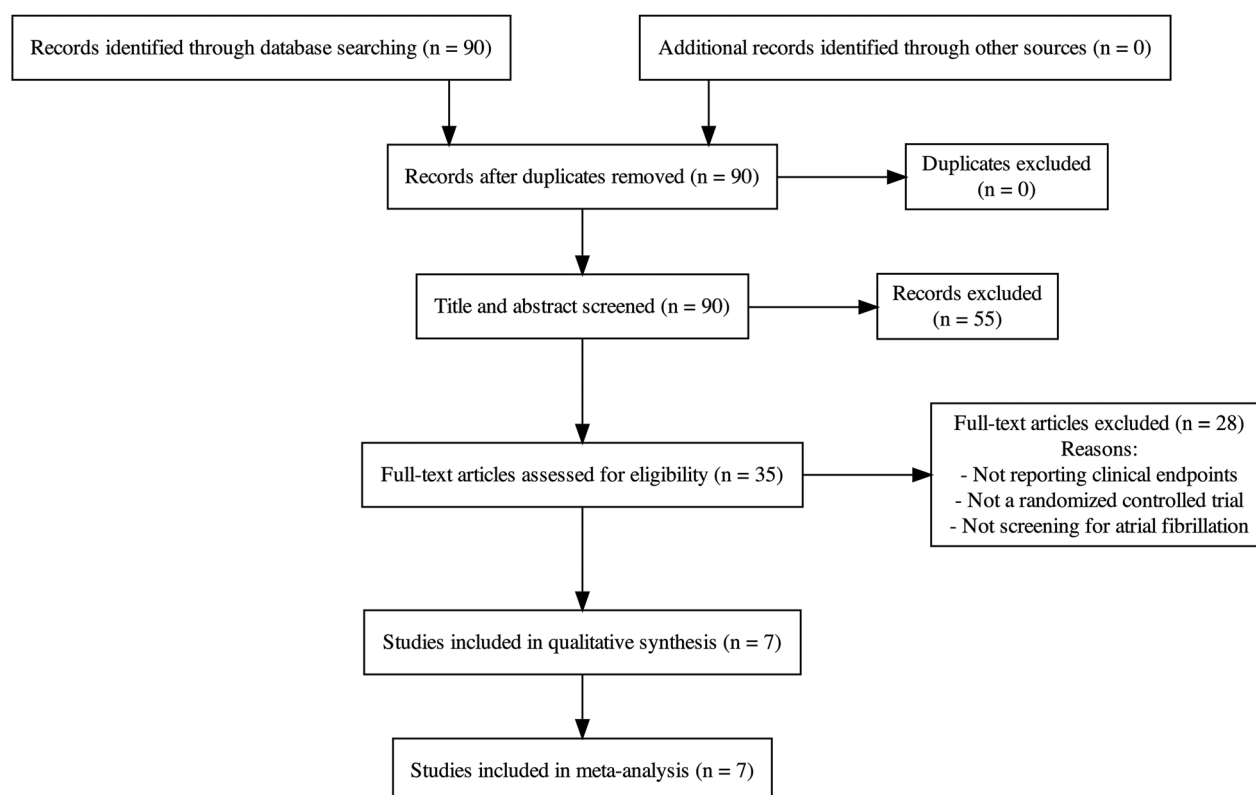 Records identified through database searching (n = 90)
Additional records identified through other sources (n = 0)
Records after duplicates removed (n = 90)
Duplicates excluded
(n = 0)
Title and abstract screened (n = 90)
Records excluded
(n = 55)
Full-text articles assessed for eligibility (n = 35)
Full-text articles excluded (n = 28)
Reasons:
- Not reporting clinical endpoints
- Not a randomized controlled trial
- Not screening for atrial fibrillation
Studies included in qualitative synthesis (n = 7)
Studies included in meta-analysis (n = 7)